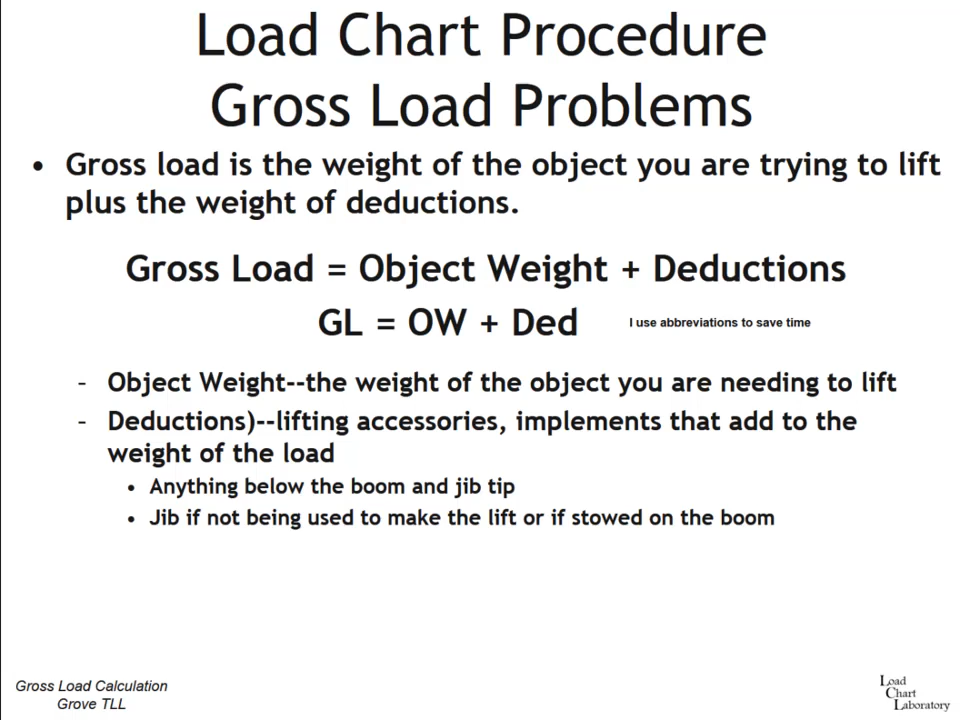 Load Chart Procedure
Gross Load Problems
• Gross load is the weight of the object you are trying to lift
plus the weight of deductions.
Gross Load = Object Weight + Deductions
GL = OW + Ded
I use abbreviations to save time
– Object Weight--the weight of the object you are needing to lift
– Deductions)--lifting accessories, implements that add to the
weight of the load
• Anything below the boom and jib tip
• Jib if not being used to make the lift or if stowed on the boom
Gross Load Calculation
Grove TLL
Load
Chart
Laboratory